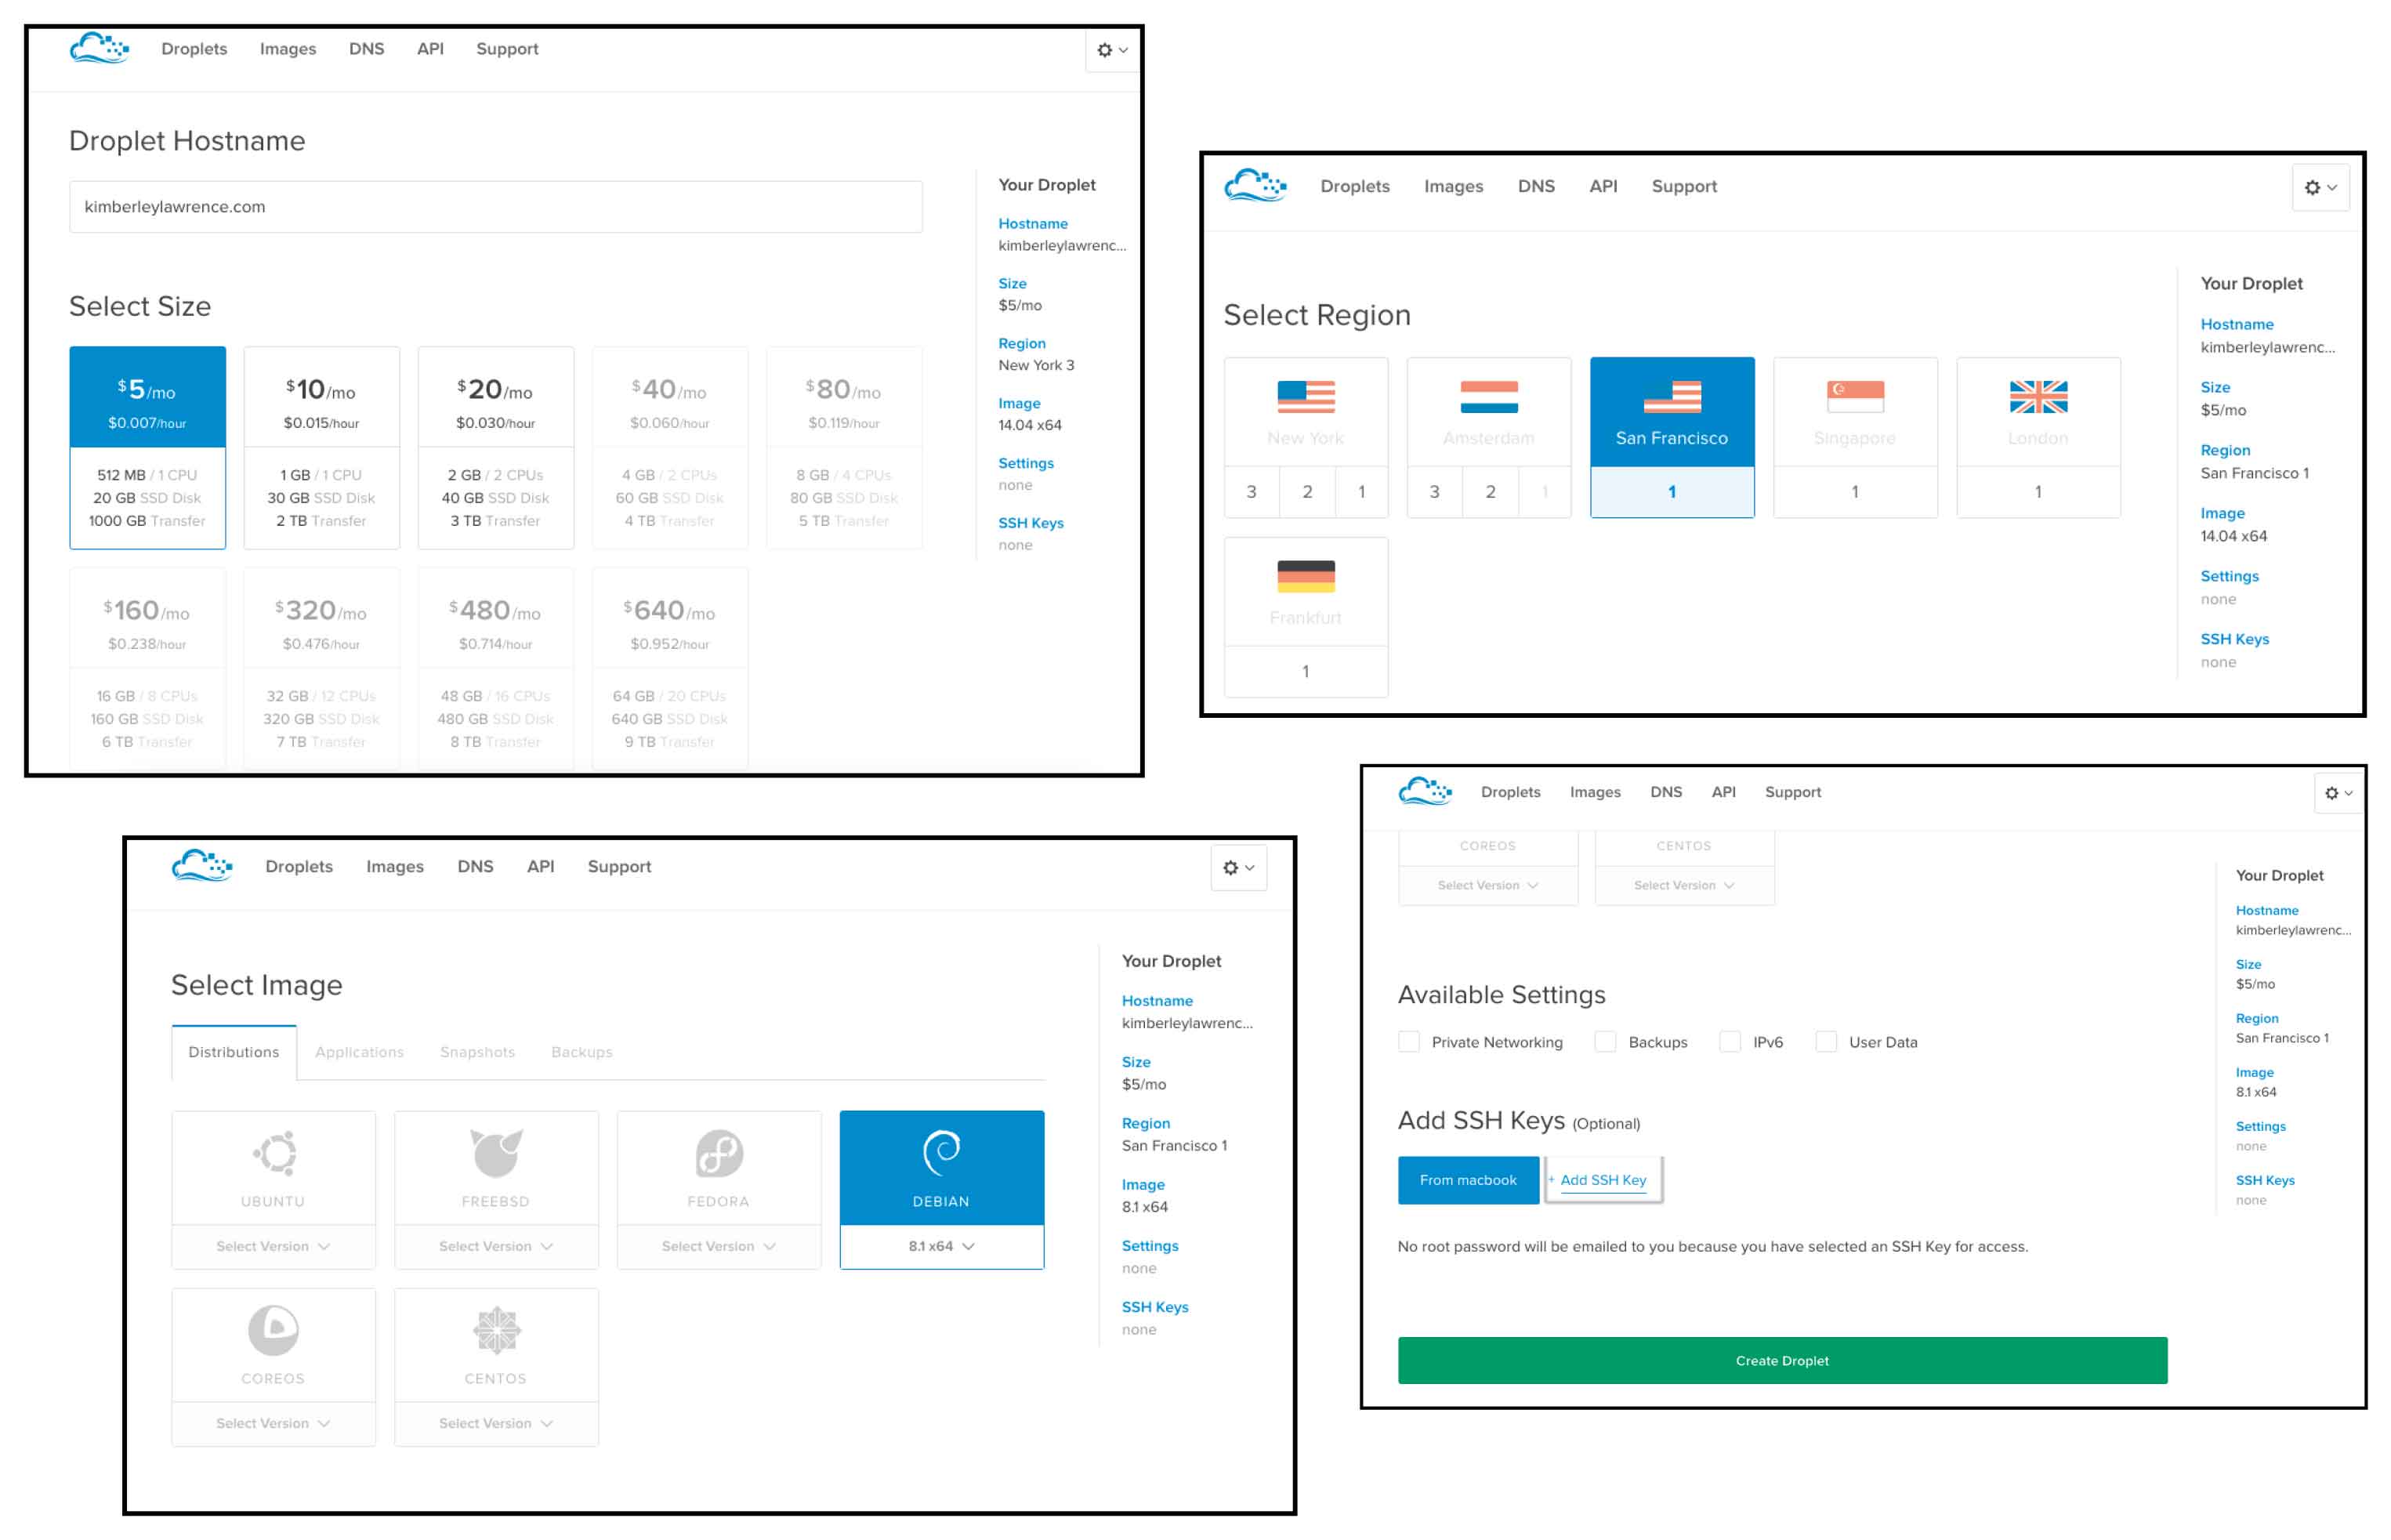 Droplets Images DNS API Support
Droplet Hostname
kimberleylawrence.com
Select Size
$5/mo
$0.007/hour
512 MB / 1 CPU
20 GB SSD Disk
1000 GB Transfer
$10/mo
$0.015/hour
1 GB / 1 CPU
30 GB SSD Disk
2 TB Transfer
$20/mo
$0.030/hour
2 GB / 2 CPUs
40 GB SSD Disk
3 TB Transfer
$40/mo
$0.060/hour
4 GB / 2 CPUs
60 GB SSD Disk
4 TB Transfer
$80/mo
$0.119/hour
8 GB / 4 CPUs
80 GB SSD Disk
5 TB Transfer
$160/mo
$0.238/hour
16 GB / 8 CPUs
160 GB SSD Disk
6 TB Transfer
$320/mo
$0.476/hour
32 GB / 12 CPUs
320 GB SSD Disk
7 TB Transfer
$480/mo
$0.714/hour
48 GB / 16 CPUs
480 GB SSD Disk
8 TB Transfer
$640/mo
$0.952/hour
64 GB / 20 CPUs
640 GB SSD Disk
9 TB Transfer
Your Droplet
Hostname
kimberleylawrenc...
Size
$5/mo
Region
New York 3
Image
14.04 x64
Settings
none
SSH Keys
none
Droplets Images DNS API Support
Select Region
New York
3 2 1
Amsterdam
3 2 1
San Francisco
1
Singapore
1
London
1
Frankfurt
1
Your Droplet
Hostname
kimberleylawrenc...
Size
$5/mo
Region
San Francisco 1
Image
14.04 x64
Settings
none
SSH Keys
none
Droplets Images DNS API Support
Select Image
Distributions Applications Snapshots Backups
UBUNTU
Select Version
FREEBSD
Select Version
FEDORA
Select Version
DEBIAN
8.1 x64
COREOS
Select Version
CENTOS
Select Version
Your Droplet
Hostname
kimberleylawrenc...
Size
$5/mo
Region
San Francisco 1
Image
8.1 x64
Settings
none
SSH Keys
none
Droplets Images DNS API Support
COREOS
Select Version
CENTOS
Select Version
Available Settings
Private Networking Backups IPv6 User Data
Add SSH Keys (Optional)
From macbook + Add SSH Key
No root password will be emailed to you because you have selected an SSH Key for access.
Create Droplet
Your Droplet
Hostname
kimberleylawrenc...
Size
$5/mo
Region
San Francisco 1
Image
8.1 x64
Settings
none
SSH Keys
none